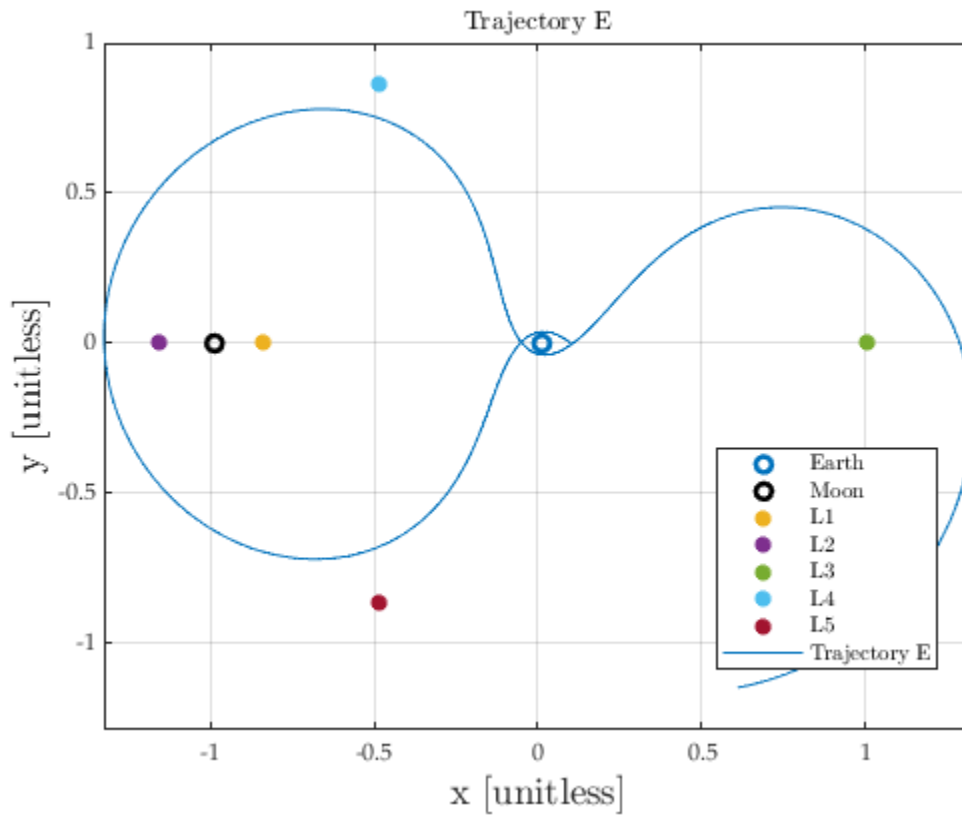 Trajectory E
1
0.5
0
-0.5
-1
y [unitless]
-1
-0.5
0
0.5
1
x [unitless]
Earth
Moon
L1
L2
L3
L4
L5
Trajectory E